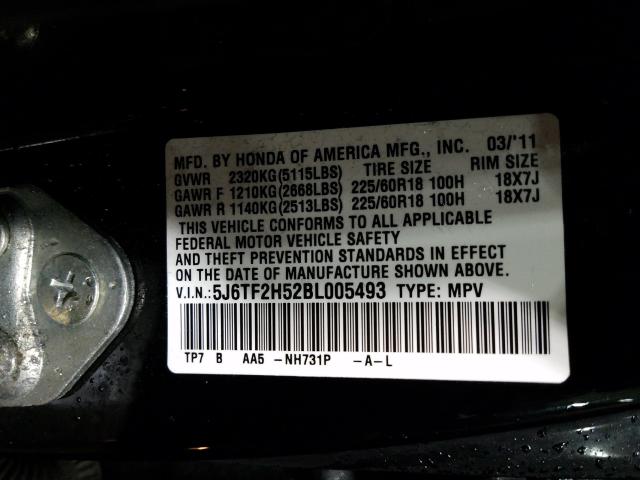 MFD. BY HONDA OF AMERICA MFG., INC. 03/'11
GVWR 2320KG(5115LBS) TIRE SIZE RIM SIZE
GAWR F 1210KG(2668LBS) 225/60R18 100H 18X7J
GAWR R 1140KG(2513LBS) 225/60R18 100H 18X7J
THIS VEHICLE CONFORMS TO ALL APPLICABLE
FEDERAL MOTOR VEHICLE SAFETY
AND THEFT PREVENTION STANDARDS IN EFFECT
ON THE DATE OF MANUFACTURE SHOWN ABOVE.
V.I.N.:5J6TF2H52BL005493 TYPE: MPV
TP7 B AA5 -NH731P -A-L